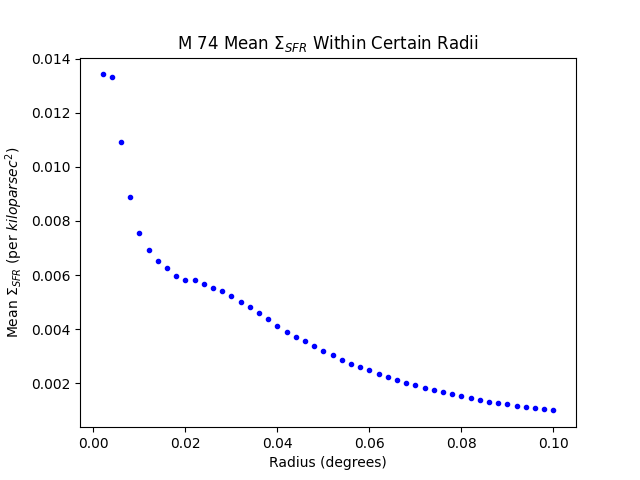 M 74 Mean Σ_SFR Within Certain Radii
0.014
0.012
0.010
0.008
0.006
0.004
0.002
Mean Σ_SFR (per kiloparsec²)
0.00 0.02 0.04 0.06 0.08 0.10
Radius (degrees)